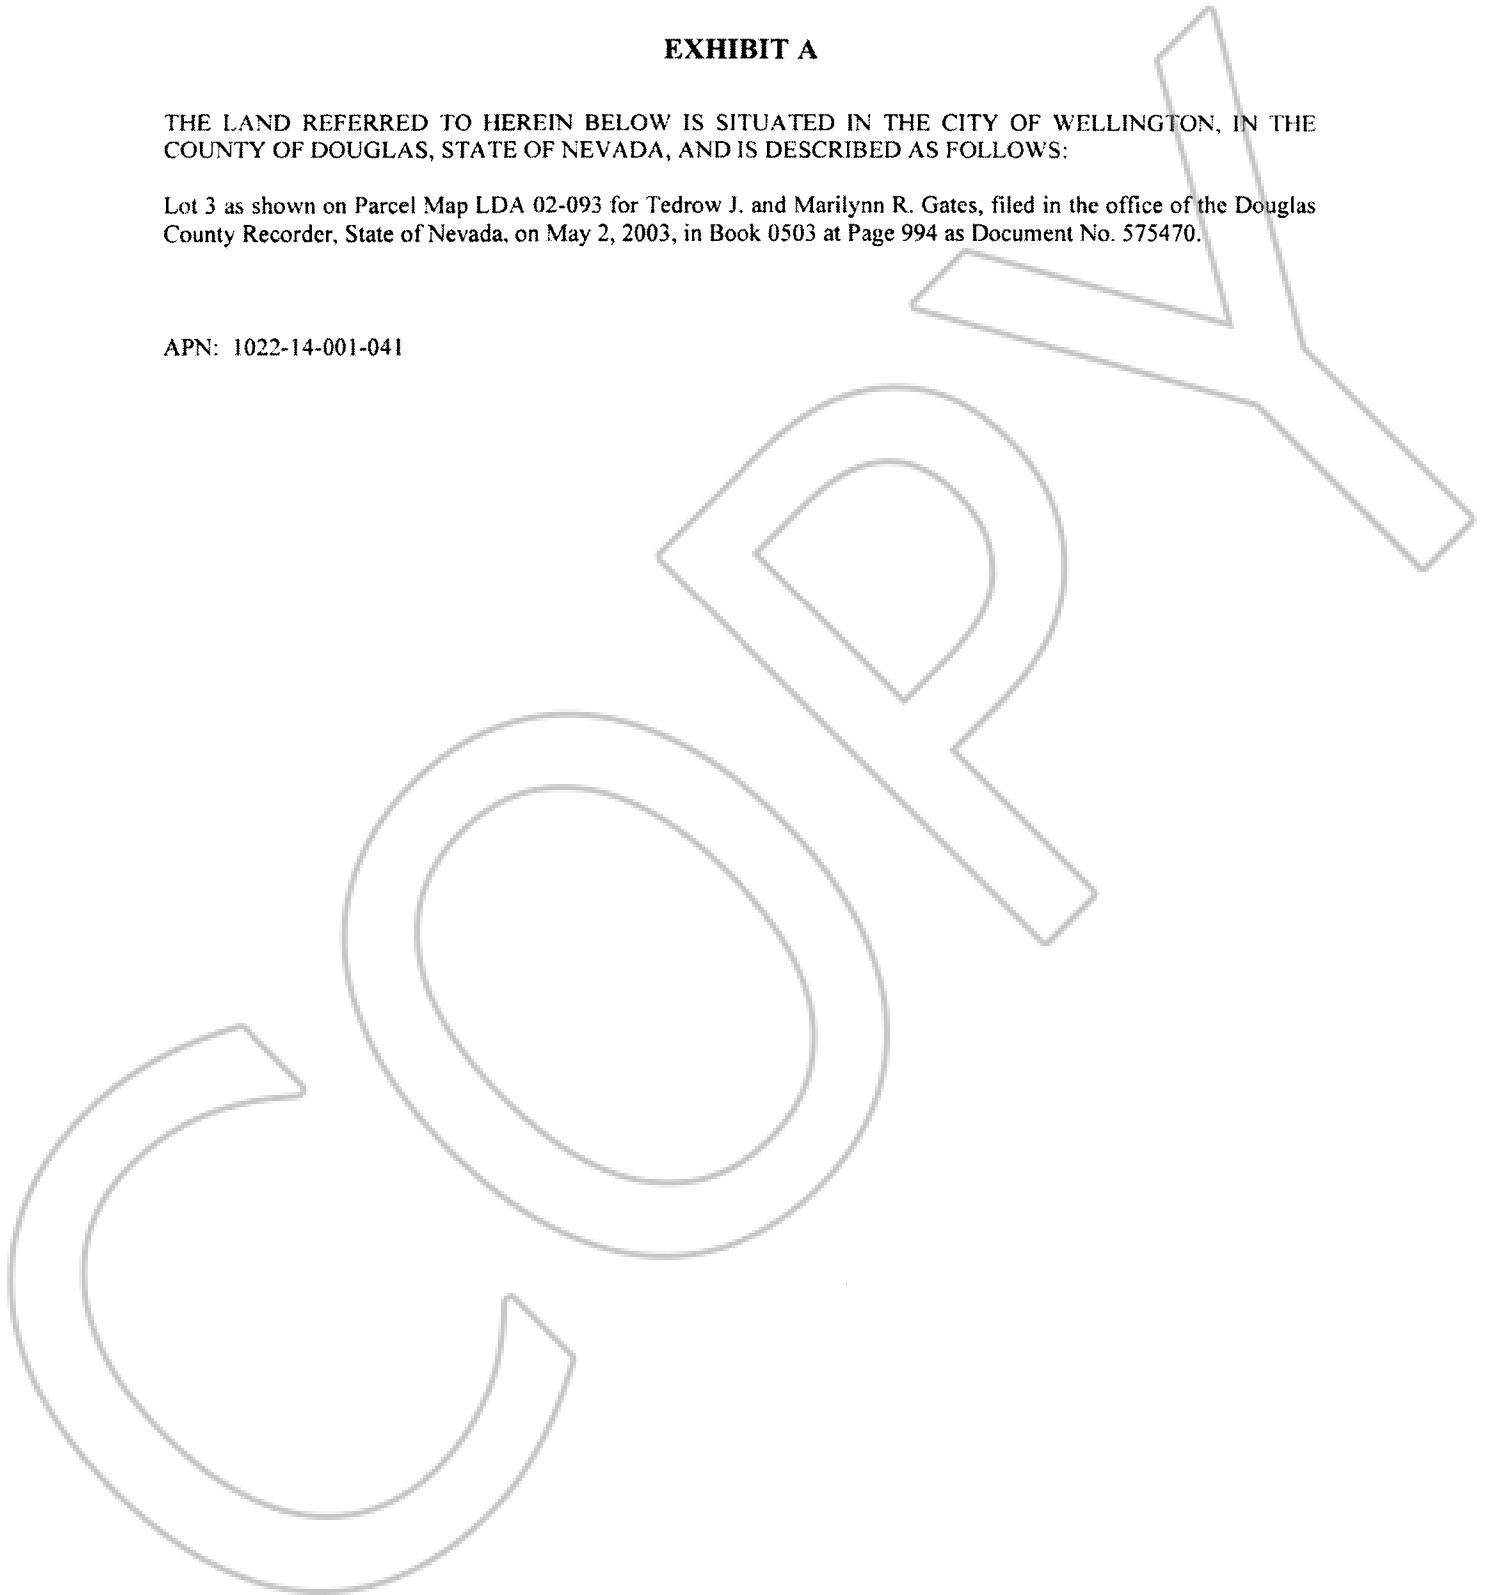 EXHIBIT A
THE LAND REFERRED TO HEREIN BELOW IS SITUATED IN THE CITY OF WELLINGTON, IN THE
COUNTY OF DOUGLAS, STATE OF NEVADA, AND IS DESCRIBED AS FOLLOWS:
Lot 3 as shown on Parcel Map LDA 02-093 for Tedrow J. and Marilynn R. Gates, filed in the office of the Douglas
County Recorder, State of Nevada, on May 2, 2003, in Book 0503 at Page 994 as Document No. 575470.
APN: 1022-14-001-041
COPY